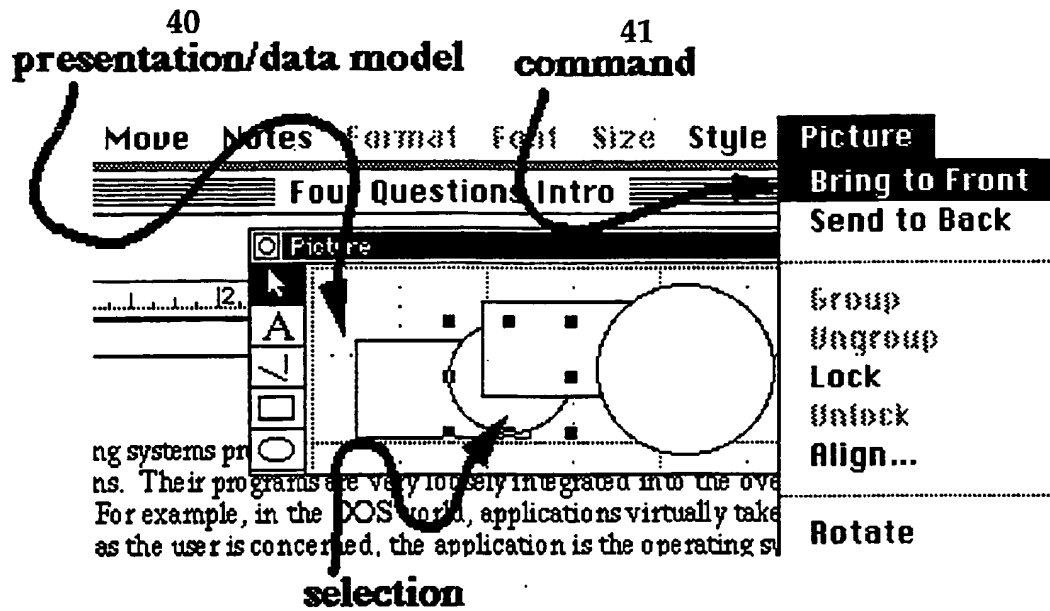 40
presentation/data model
41
command
Move Notes Format Font Size Style Picture
Four Questions Intro
Bring to Front
Send to Back
Picture
Group
Ungroup
Lock
Unlock
Align...
Rotate
2
A
ng systems pr
ns. Their programs are very loosely integrated into the ove
For example, in the DOS world, applications virtually take
as the user is concerned, the application is the operating sy
selection